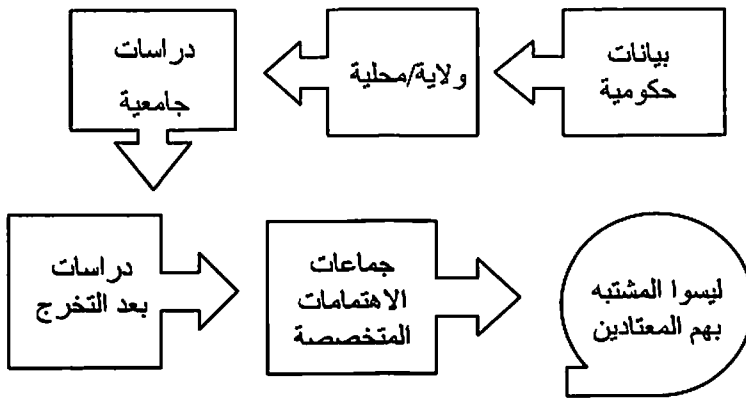 بيانات
حكومية
ولاية/محلية
دراسات
جامعية
دراسات
بعد التخرج
جماعات
الاهتمامات
المتخصصة
ليسوا المشتبه
بهم المعتادين